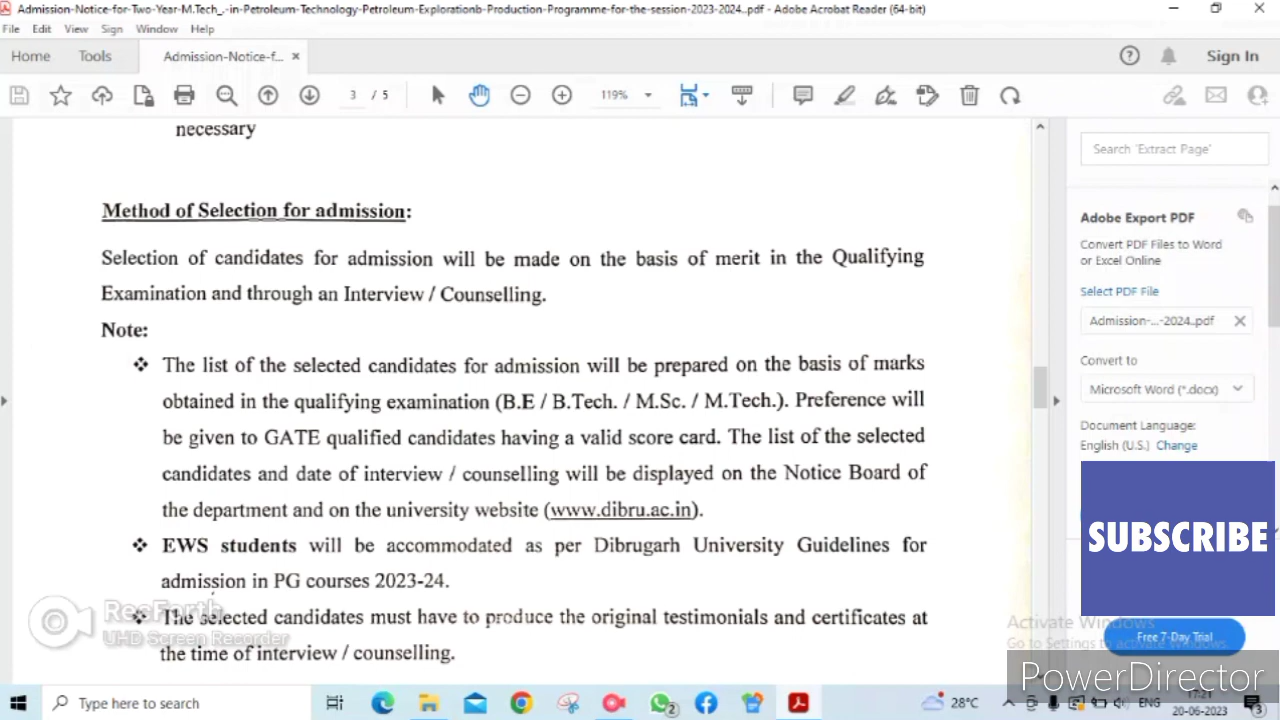 Admission-Notice-for-Two-Year-M.Tech_.-in-Petroleum-Technology-Petroleum-Explorationb-Production-Programme-for-the-session-2023-2024..pdf - Adobe Acrobat Reader (64-bit)
File Edit View Sign Window Help
Home Tools Admission-Notice-f... × Sign In
3 / 5 119%
necessary
Method of Selection for admission:
Selection of candidates for admission will be made on the basis of merit in the Qualifying
Examination and through an Interview / Counselling.
Note:
❖ The list of the selected candidates for admission will be prepared on the basis of marks
obtained in the qualifying examination (B.E / B.Tech. / M.Sc. / M.Tech.). Preference will
be given to GATE qualified candidates having a valid score card. The list of the selected
candidates and date of interview / counselling will be displayed on the Notice Board of
the department and on the university website (www.dibru.ac.in).
❖ EWS students will be accommodated as per Dibrugarh University Guidelines for
admission in PG courses 2023-24.
❖ The selected candidates must have to produce the original testimonials and certificates at
the time of interview / counselling.
Search 'Extract Page'
Adobe Export PDF
Convert PDF Files to Word
or Excel Online
Select PDF File
Admission-...-2024..pdf ×
Convert to
Microsoft Word (*.docx)
Document Language:
English (U.S.) Change
SUBSCRIBE
Free 7-Day Trial
Activate Windows
Go to Settings to activate Windows.
RecForth
UHD Screen Recorder
PowerDirector
Type here to search
2
28°C
ENG
17:21
20-06-2023
3